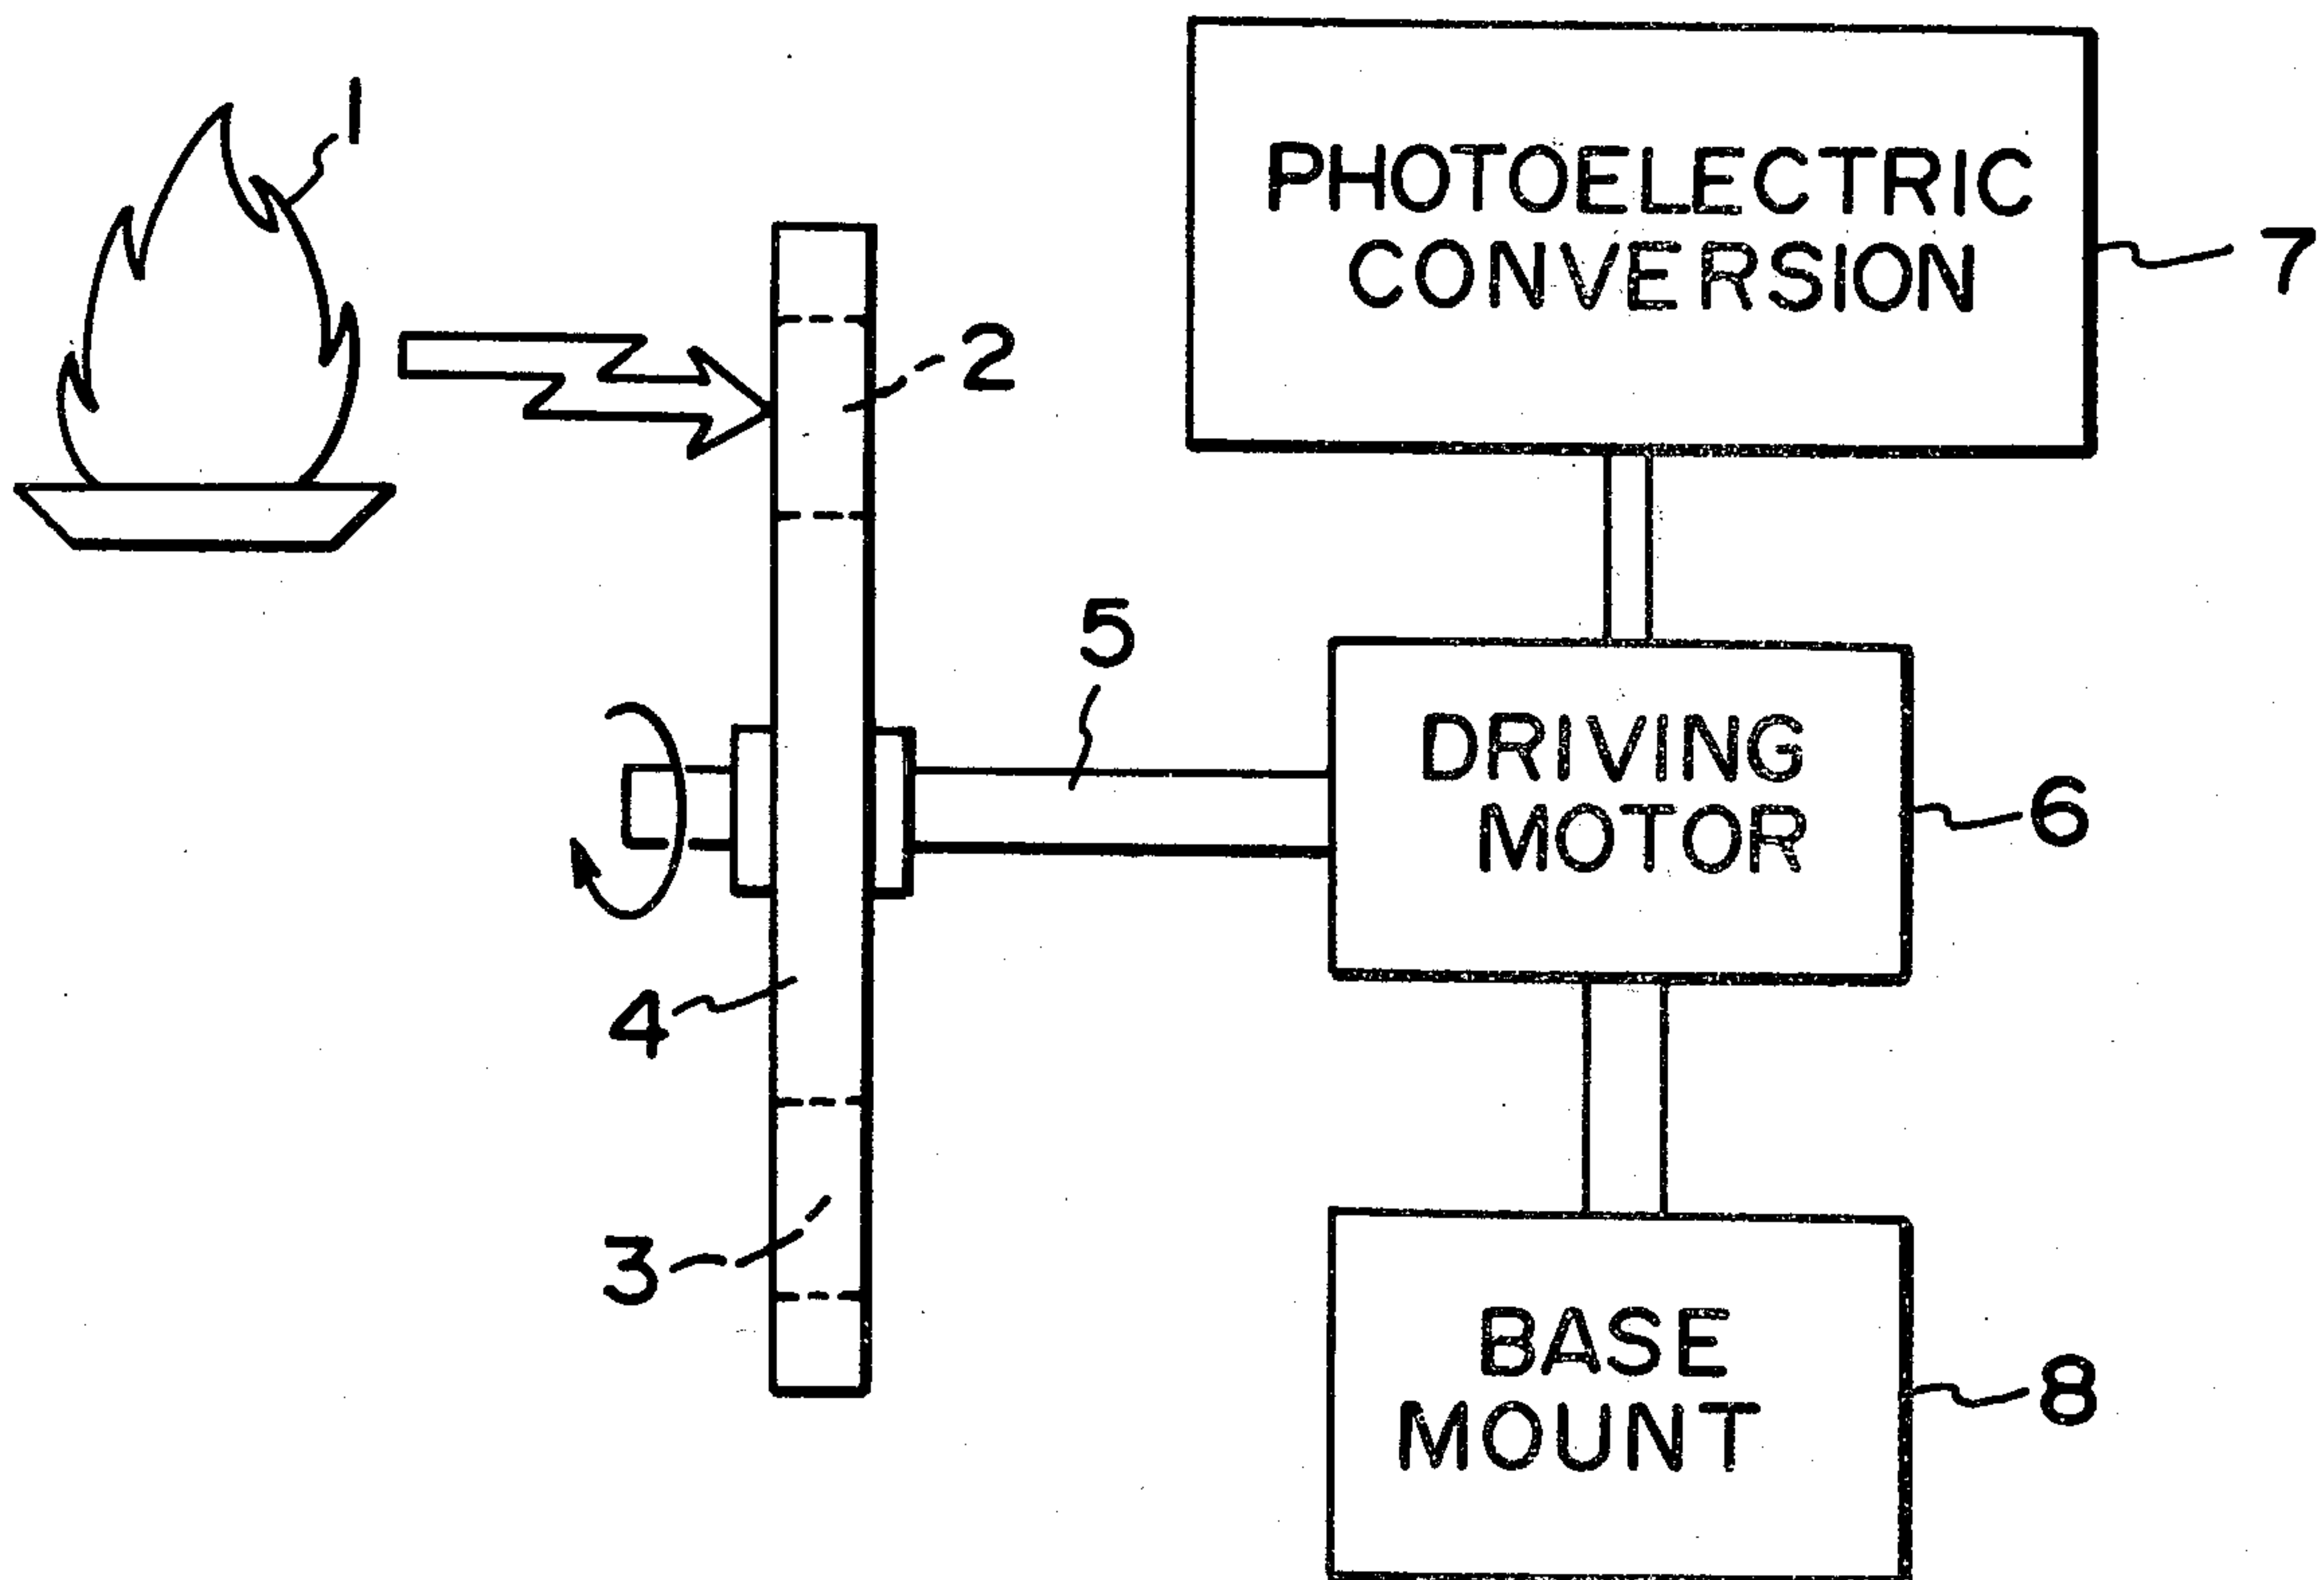 1
PHOTOELECTRIC
CONVERSION
7
2
5
DRIVING
MOTOR
6
4
3
BASE
MOUNT
8